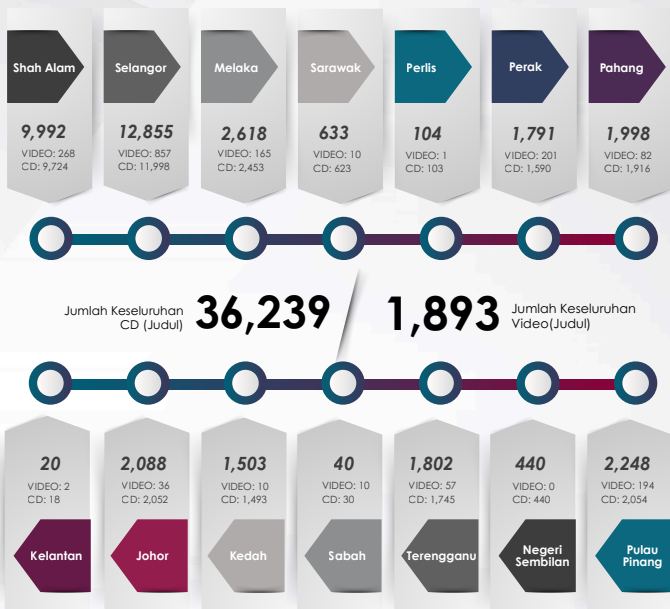 Shah Alam
9,992
VIDEO: 268
CD: 9,724
Selangor
12,855
VIDEO: 857
CD: 11,998
Melaka
2,618
VIDEO: 165
CD: 2,453
Sarawak
633
VIDEO: 10
CD: 623
Perlis
104
VIDEO: 1
CD: 103
Perak
1,791
VIDEO: 201
CD: 1,590
Pahang
1,998
VIDEO: 82
CD: 1,916
Jumlah Keseluruhan
CD (Judul)
36,239
1,893
Jumlah Keseluruhan
Video(Judul)
20
VIDEO: 2
CD: 18
Kelantan
2,088
VIDEO: 36
CD: 2,052
Johor
1,503
VIDEO: 10
CD: 1,493
Kedah
40
VIDEO: 10
CD: 30
Sabah
1,802
VIDEO: 57
CD: 1,745
Terengganu
440
VIDEO: 0
CD: 440
Negeri
Sembilan
2,248
VIDEO: 194
CD: 2,054
Pulau
Pinang